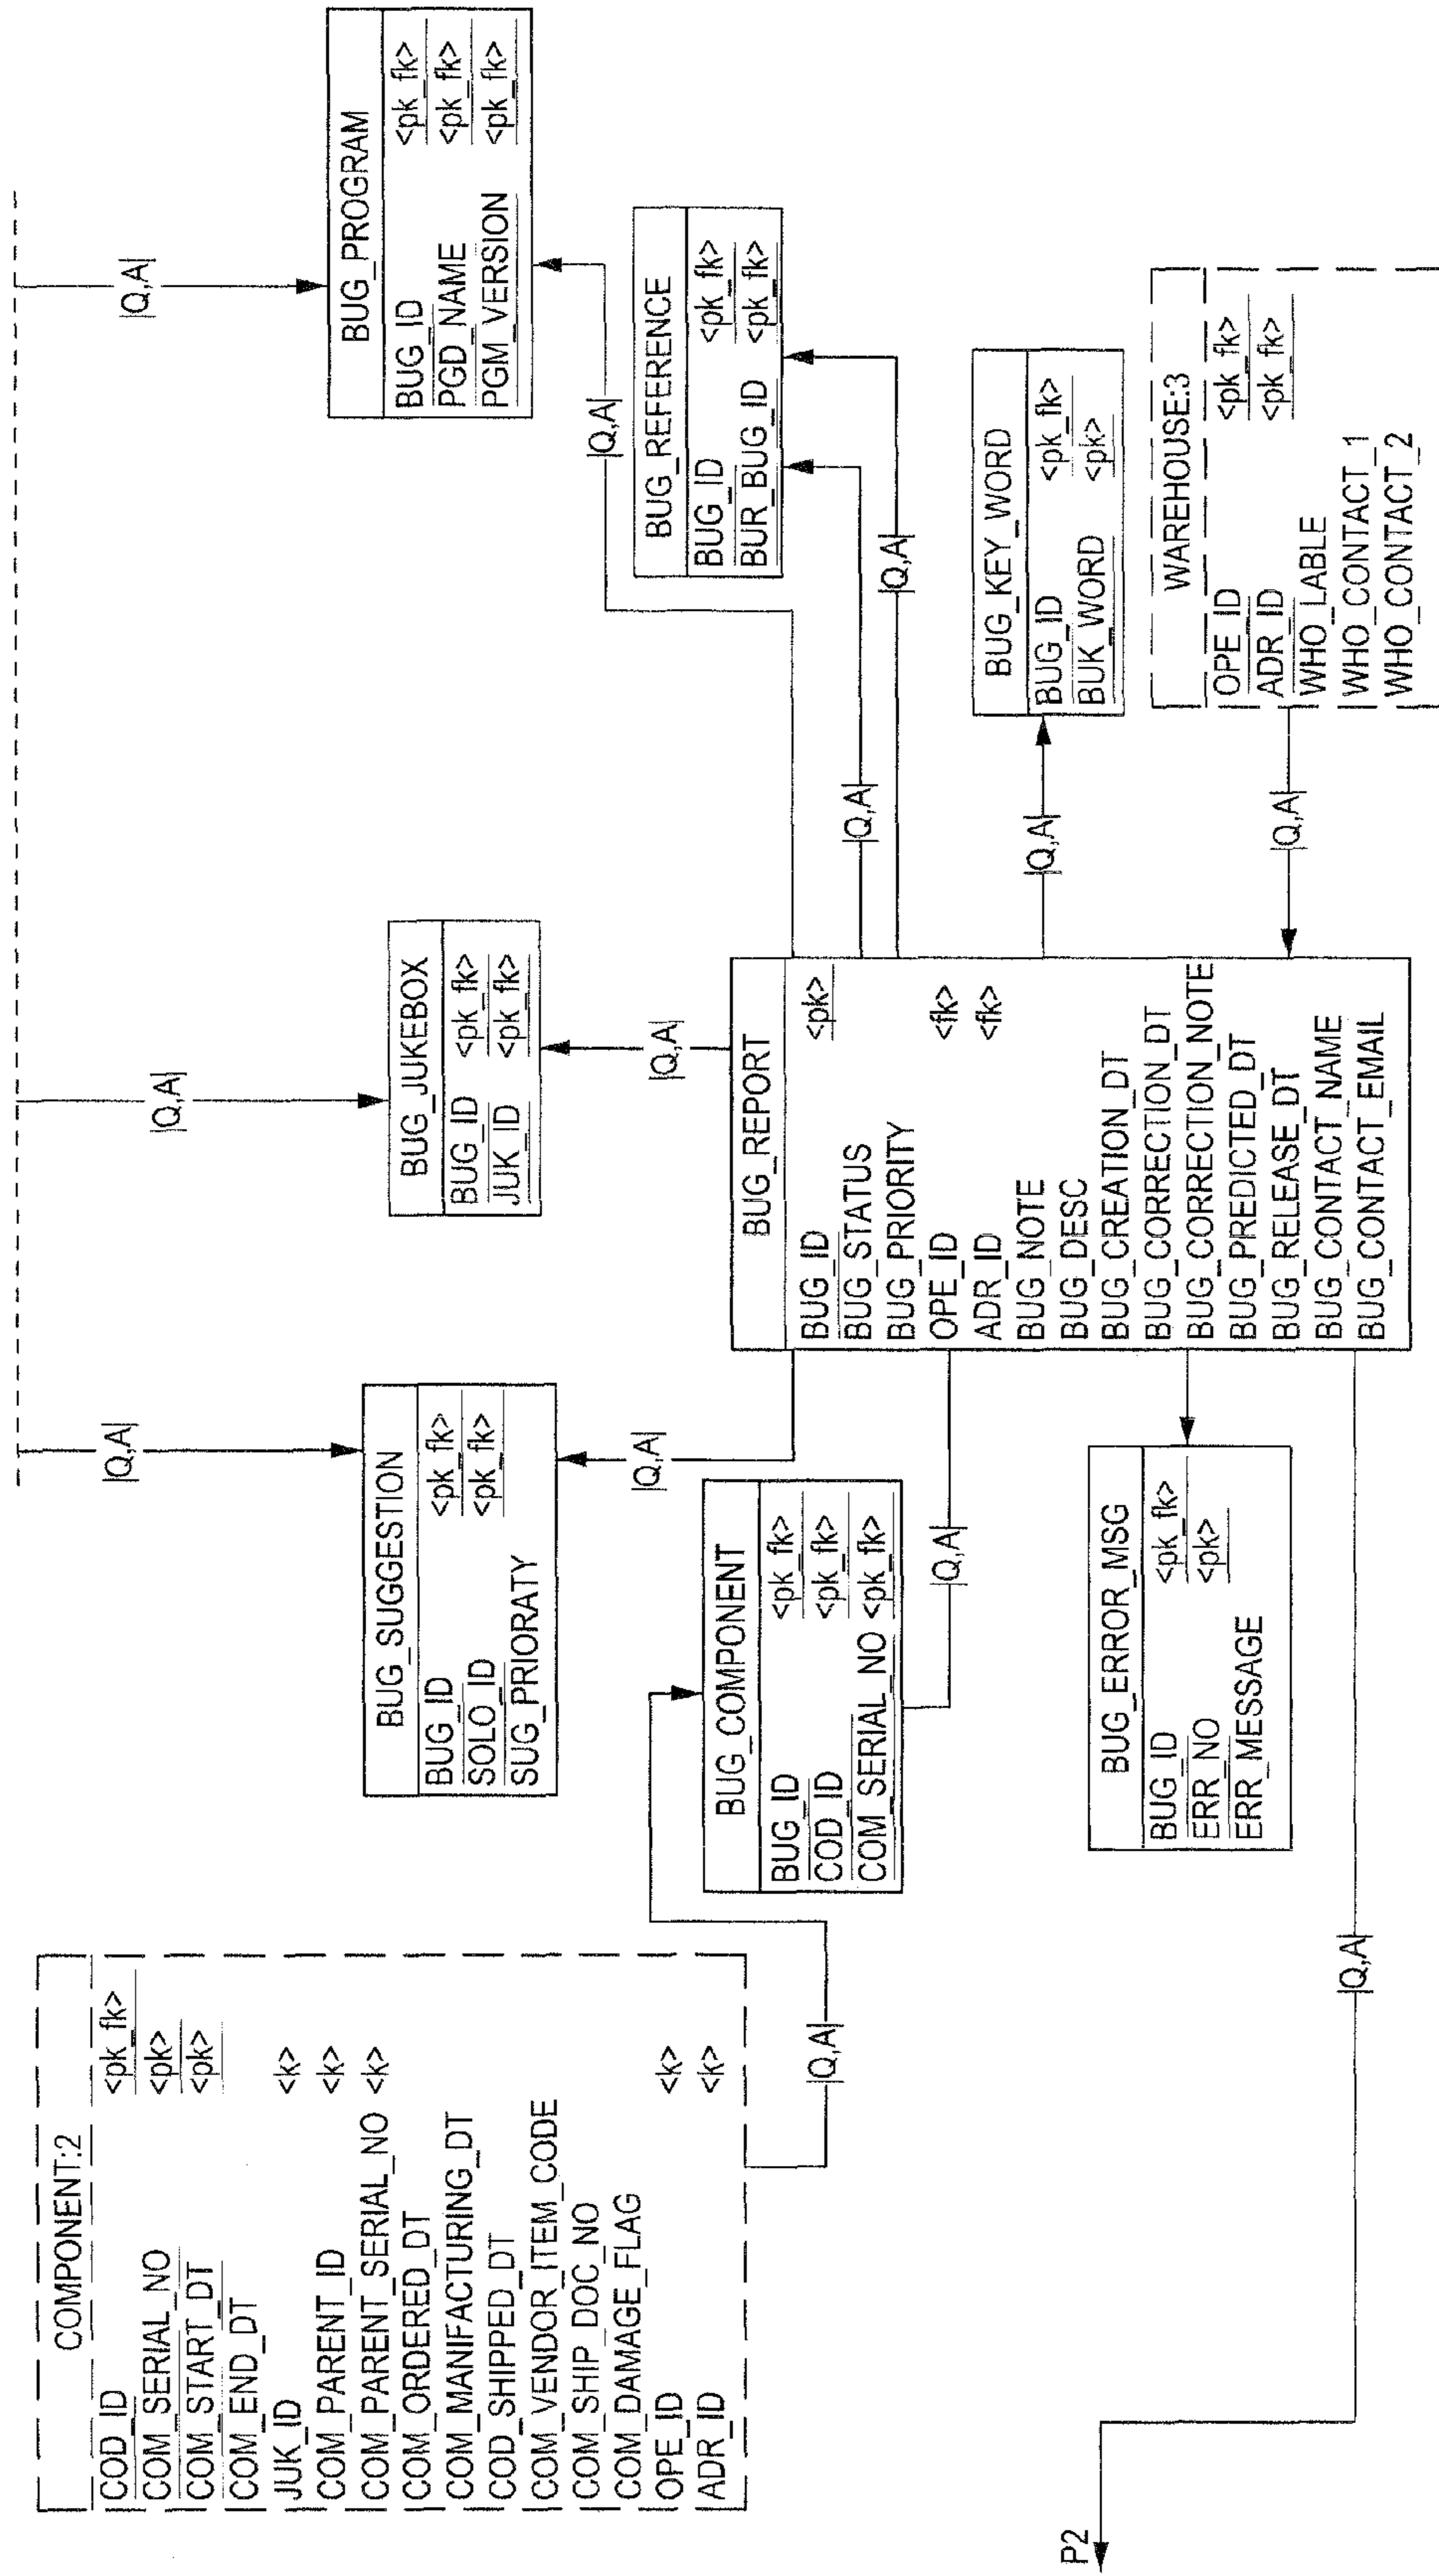 |Q,A|
|Q,A|
|Q,A|
COMPONENT:2
COD_ID <pk_fk>
COM_SERIAL_NO <pk>
COM_START_DT <pk>
COM_END_DT
JUK_ID <k>
COM_PARENT_ID <k>
COM_PARENT_SERIAL_NO <k>
COM_ORDERED_DT
COM_MANIFACTURING_DT
COD_SHIPPED_DT
COM_VENDOR_ITEM_CODE
COM_SHIP_DOC_NO
COM_DAMAGE_FLAG
OPE_ID <k>
ADR_ID <k>
|Q,A|
BUG_SUGGESTION
BUG_ID <pk_fk>
SOLO_ID <pk_fk>
SUG_PRIORATY
|Q,A|
BUG_JUKEBOX
BUG_ID <pk_fk>
JUK_ID <pk_fk>
|Q,A|
BUG_PROGRAM
BUG_ID <pk_fk>
PGD_NAME <pk_fk>
PGM_VERSION <pk_fk>
|Q,A|
BUG_REFERENCE
BUG_ID <pk_fk>
BUR_BUG_ID <pk_fk>
|Q,A|
|Q,A|
BUG_COMPONENT
BUG_ID <pk_fk>
COD_ID <pk_fk>
COM_SERIAL_NO <pk_fk>
|Q,A|
BUG_REPORT
BUG_ID <pk>
BUG_STATUS
BUG_PRIORITY
OPE_ID <fk>
ADR_ID <fk>
BUG_NOTE
BUG_DESC
BUG_CREATION_DT
BUG_CORRECTION_DT
BUG_CORRECTION_NOTE
BUG_PREDICTED_DT
BUG_RELEASE_DT
BUG_CONTACT_NAME
BUG_CONTACT_EMAIL
|Q,A|
BUG_KEY_WORD
BUG_ID <pk_fk>
BUK_WORD <pk>
BUG_ERROR_MSG
BUG_ID <pk_fk>
ERR_NO <pk>
ERR_MESSAGE
|Q,A|
WAREHOUSE:3
OPE_ID <pk_fk>
ADR_ID <pk_fk>
WHO_LABLE
WHO_CONTACT_1
WHO_CONTACT_2
P2
|Q,A|